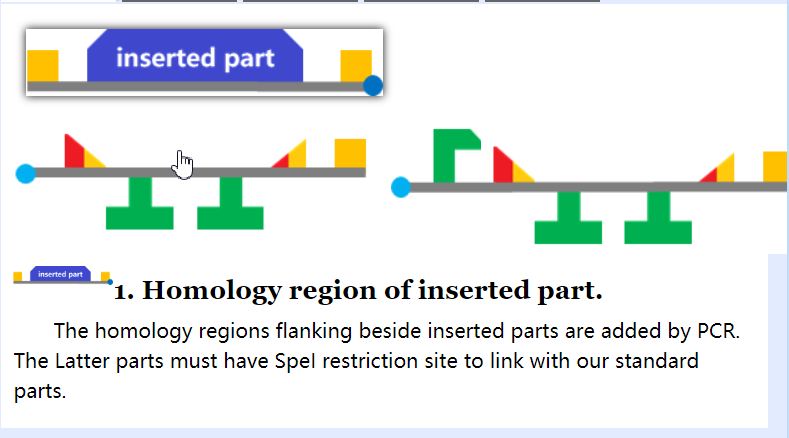 inserted part
inserted part
1. Homology region of inserted part.
The homology regions flanking beside inserted parts are added by PCR.
The Latter parts must have SpeI restriction site to link with our standard
parts.